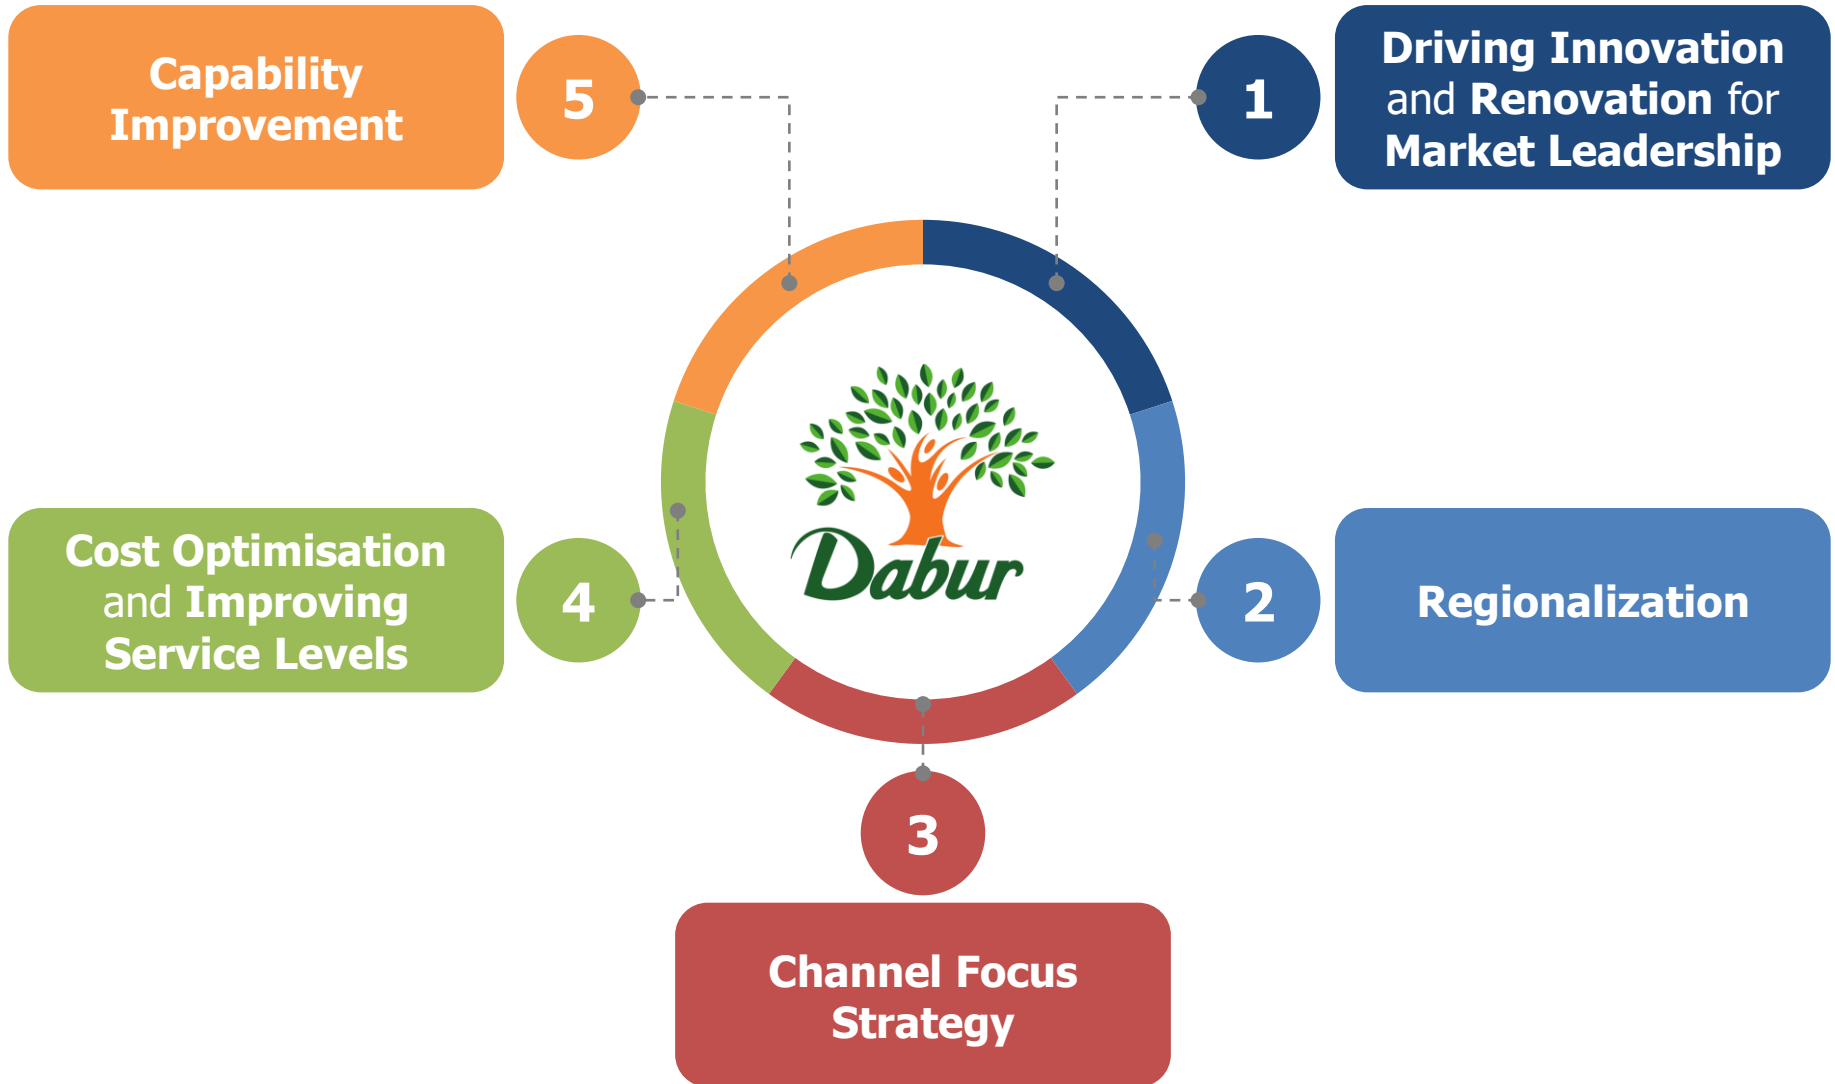 1
Driving Innovation
and Renovation for
Market Leadership
2
Regionalization
3
Channel Focus
Strategy
4
Cost Optimisation
and Improving
Service Levels
5
Capability
Improvement
Dabur